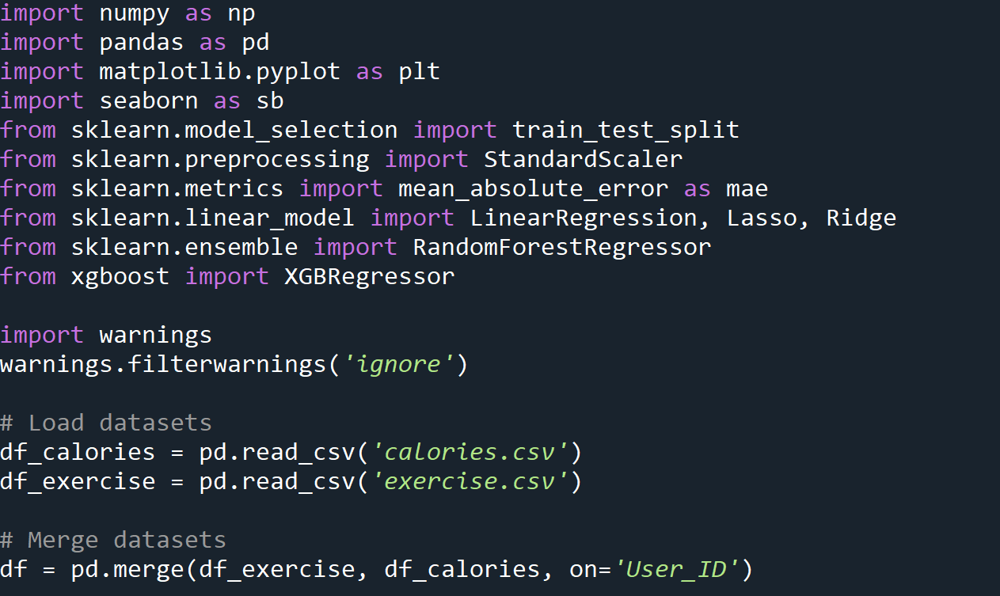 import numpy as np
import pandas as pd
import matplotlib.pyplot as plt
import seaborn as sb
from sklearn.model_selection import train_test_split
from sklearn.preprocessing import StandardScaler
from sklearn.metrics import mean_absolute_error as mae
from sklearn.linear_model import LinearRegression, Lasso, Ridge
from sklearn.ensemble import RandomForestRegressor
from xgboost import XGBRegressor
import warnings
warnings.filterwarnings('ignore')
# Load datasets
df_calories = pd.read_csv('calories.csv')
df_exercise = pd.read_csv('exercise.csv')
# Merge datasets
df = pd.merge(df_exercise, df_calories, on='User_ID')